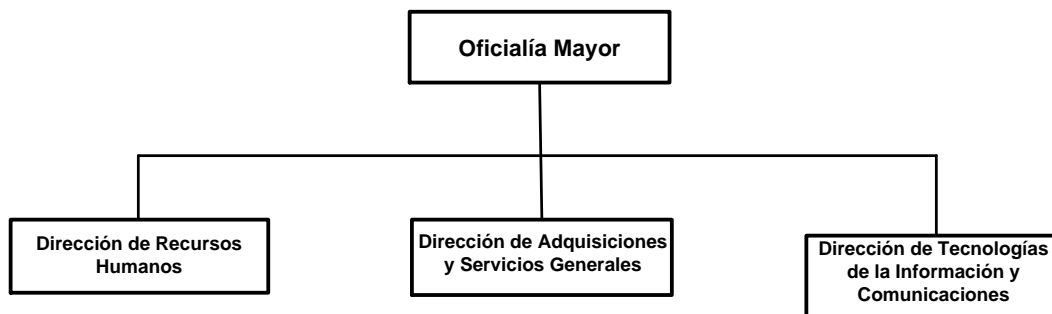 Oficialía Mayor
Dirección de Recursos
Humanos
Dirección de Adquisiciones
y Servicios Generales
Dirección de Tecnologías
de la Información y
Comunicaciones